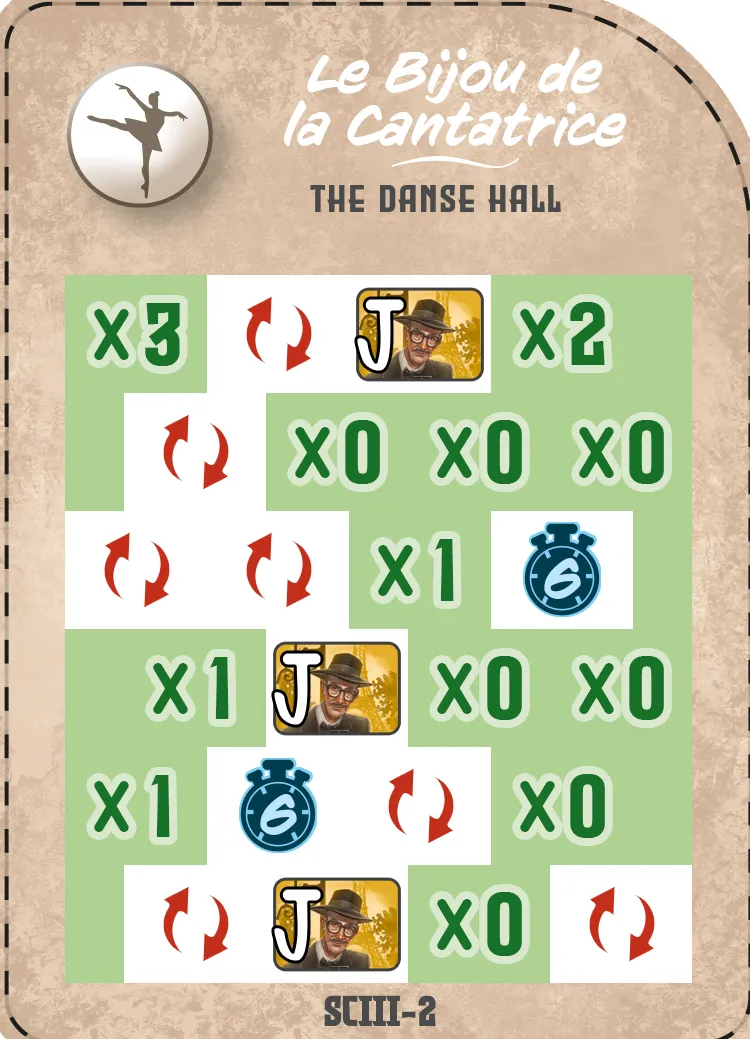 Le Bijou de
la Cantatrice
THE DANSE HALL
X3 J X2
X0 X0 X0
X1 6
X1 J X0 X0
X1 6 X0
J X0
SCIII-2